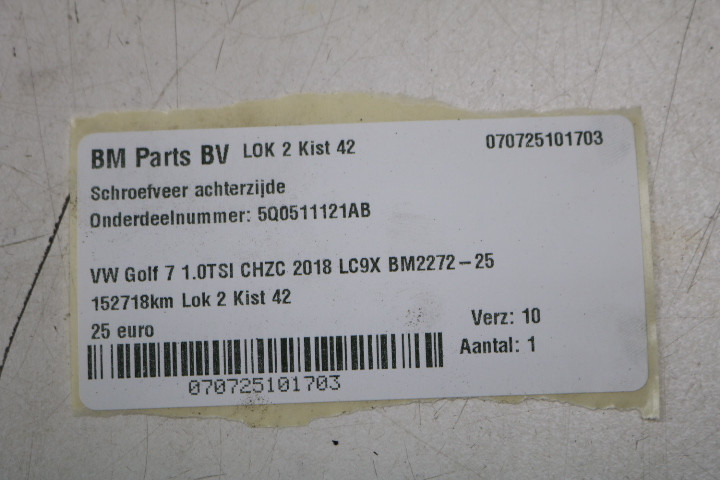 BM Parts BV LOK 2 Kist 42 070725101703
Schroefveer achterzijde
Onderdeelnummer: 5Q0511121AB
VW Golf 7 1.0TSI CHZC 2018 LC9X BM2272-25
152718km Lok 2 Kist 42
25 euro Verz: 10
Aantal: 1
070725101703